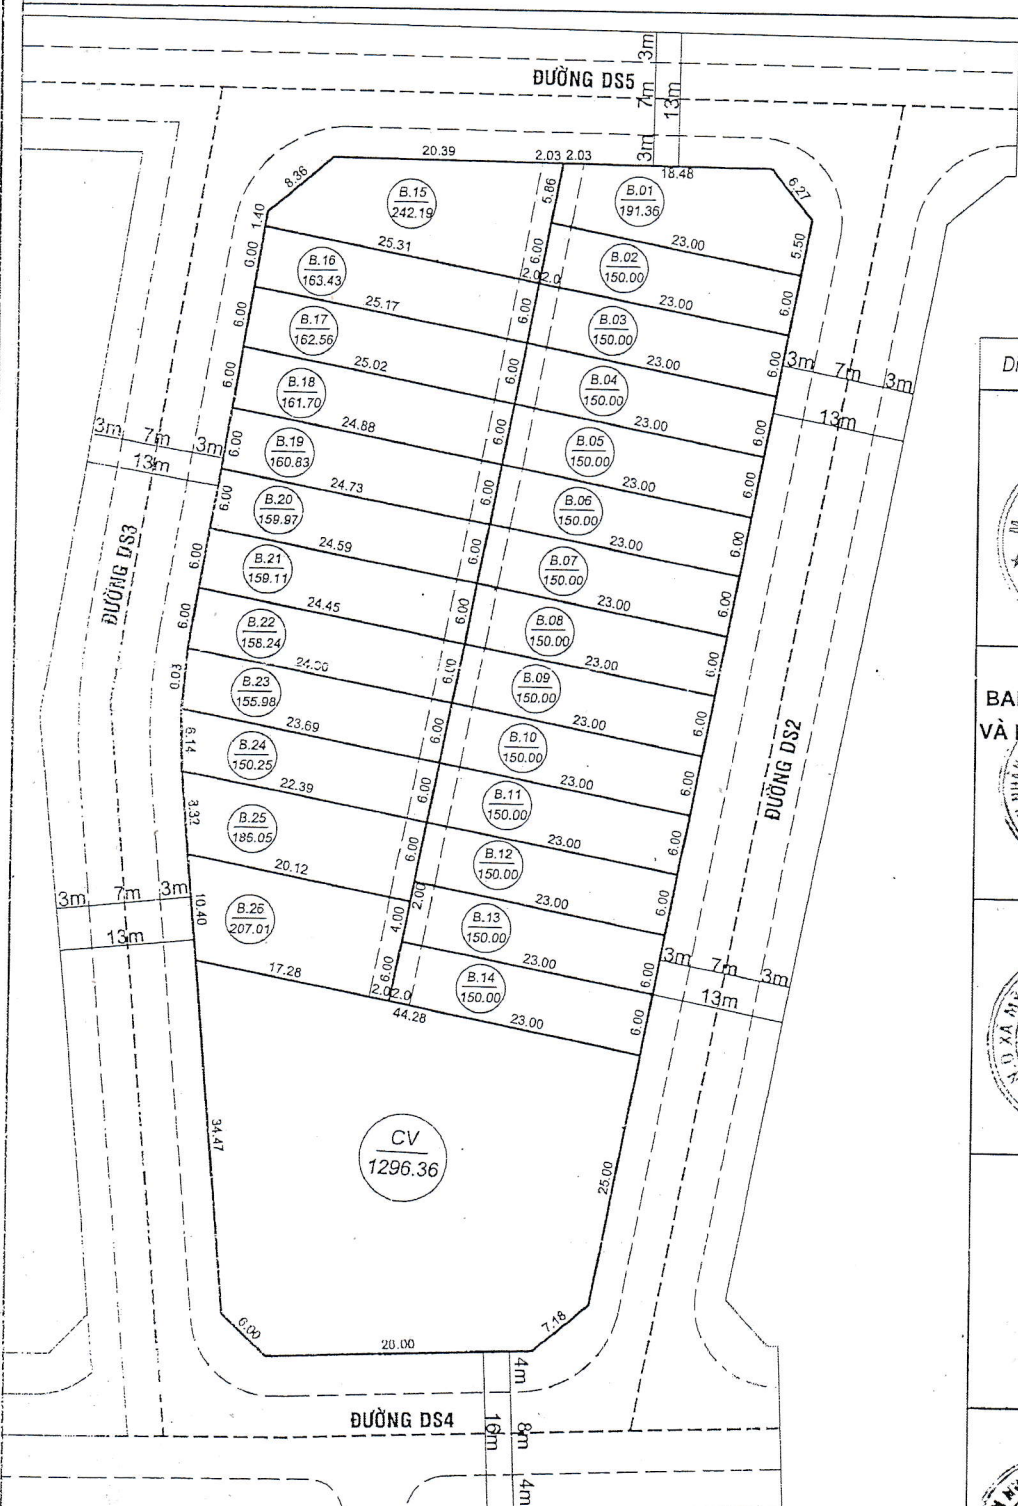 ĐƯỜNG DS5
3m
7m
13m
3m
20.39
2.03 2.03
18.48
8.36
6.27
B.15
242.19
5.86
B.01
191.36
1.40
5.50
25.31
23.00
6.00
B.16
163.43
6.00
B.02
150.00
6.00
2.0 2.0
25.17
23.00
6.00
B.17
162.56
6.00
B.03
150.00
6.00
25.02
23.00
3m 7m 3m
13m
6.00
B.18
161.70
6.00
B.04
150.00
6.00
24.88
23.00
3m 7m 3m
13m
6.00
B.19
160.83
6.00
B.05
150.00
6.00
24.73
23.00
6.00
B.20
159.97
6.00
B.06
150.00
6.00
24.59
23.00
ĐƯỜNG DS3
6.00
B.21
159.11
6.00
B.07
150.00
6.00
24.45
23.00
6.00
B.22
158.24
6.00
B.08
150.00
6.00
23.00
B.23
155.98
6.00
B.09
150.00
6.00
23.69
23.00
6.14
B.24
150.25
6.00
B.10
150.00
6.00
22.39
23.00
ĐƯỜNG DS2
B.25
6.00
B.11
150.00
6.00
20.12
23.00
6.00
B.12
150.00
6.00
2.00
23.00
3m 7m 3m
13m
10.40
B.26
207.01
4.00
B.13
150.00
6.00
23.00
3m 7m 3m
13m
17.28
6.00
B.14
150.00
6.00
2.0 2.0
44.28
23.00
34.47
CV
1296.36
25.00
6.00
7.18
4m
ĐƯỜNG DS4
16m
8m
4m
VÀ